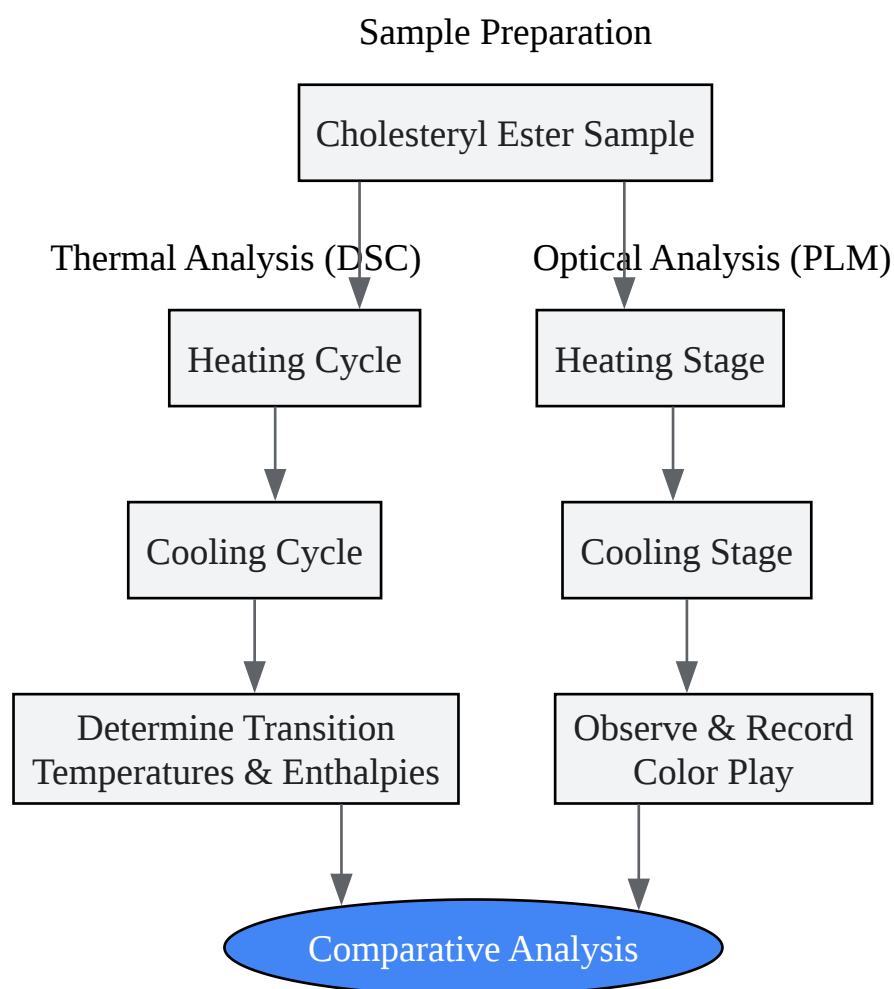 Sample Preparation
Cholesteryl Ester Sample
Thermal Analysis (DSC)
Optical Analysis (PLM)
Heating Cycle
Heating Stage
Cooling Cycle
Cooling Stage
Determine Transition
Temperatures & Enthalpies
Observe & Record
Color Play
Comparative Analysis